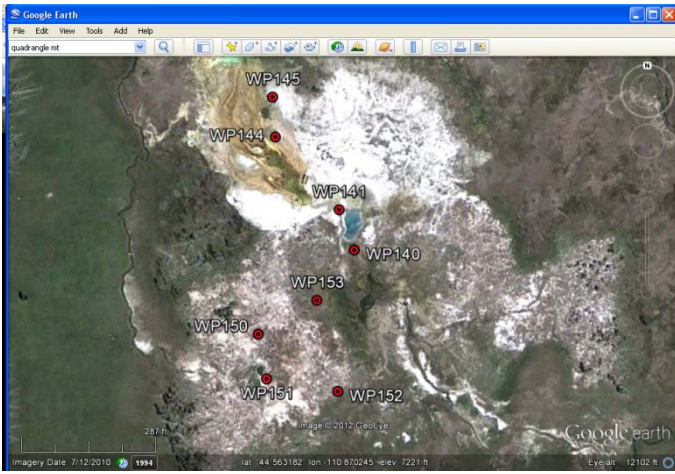 Google Earth
File Edit View Tools Add Help
quadrangle mt
N
WP145
WP144
WP141
WP140
WP153
WP150
WP151
WP152
287 ft
Image © 2012 GeoEye
Google earth
Imagery Date 7/12/2010 1994 lat 44.563182 lon -110.870245 elev 7221 ft Eye alt 12102 ft